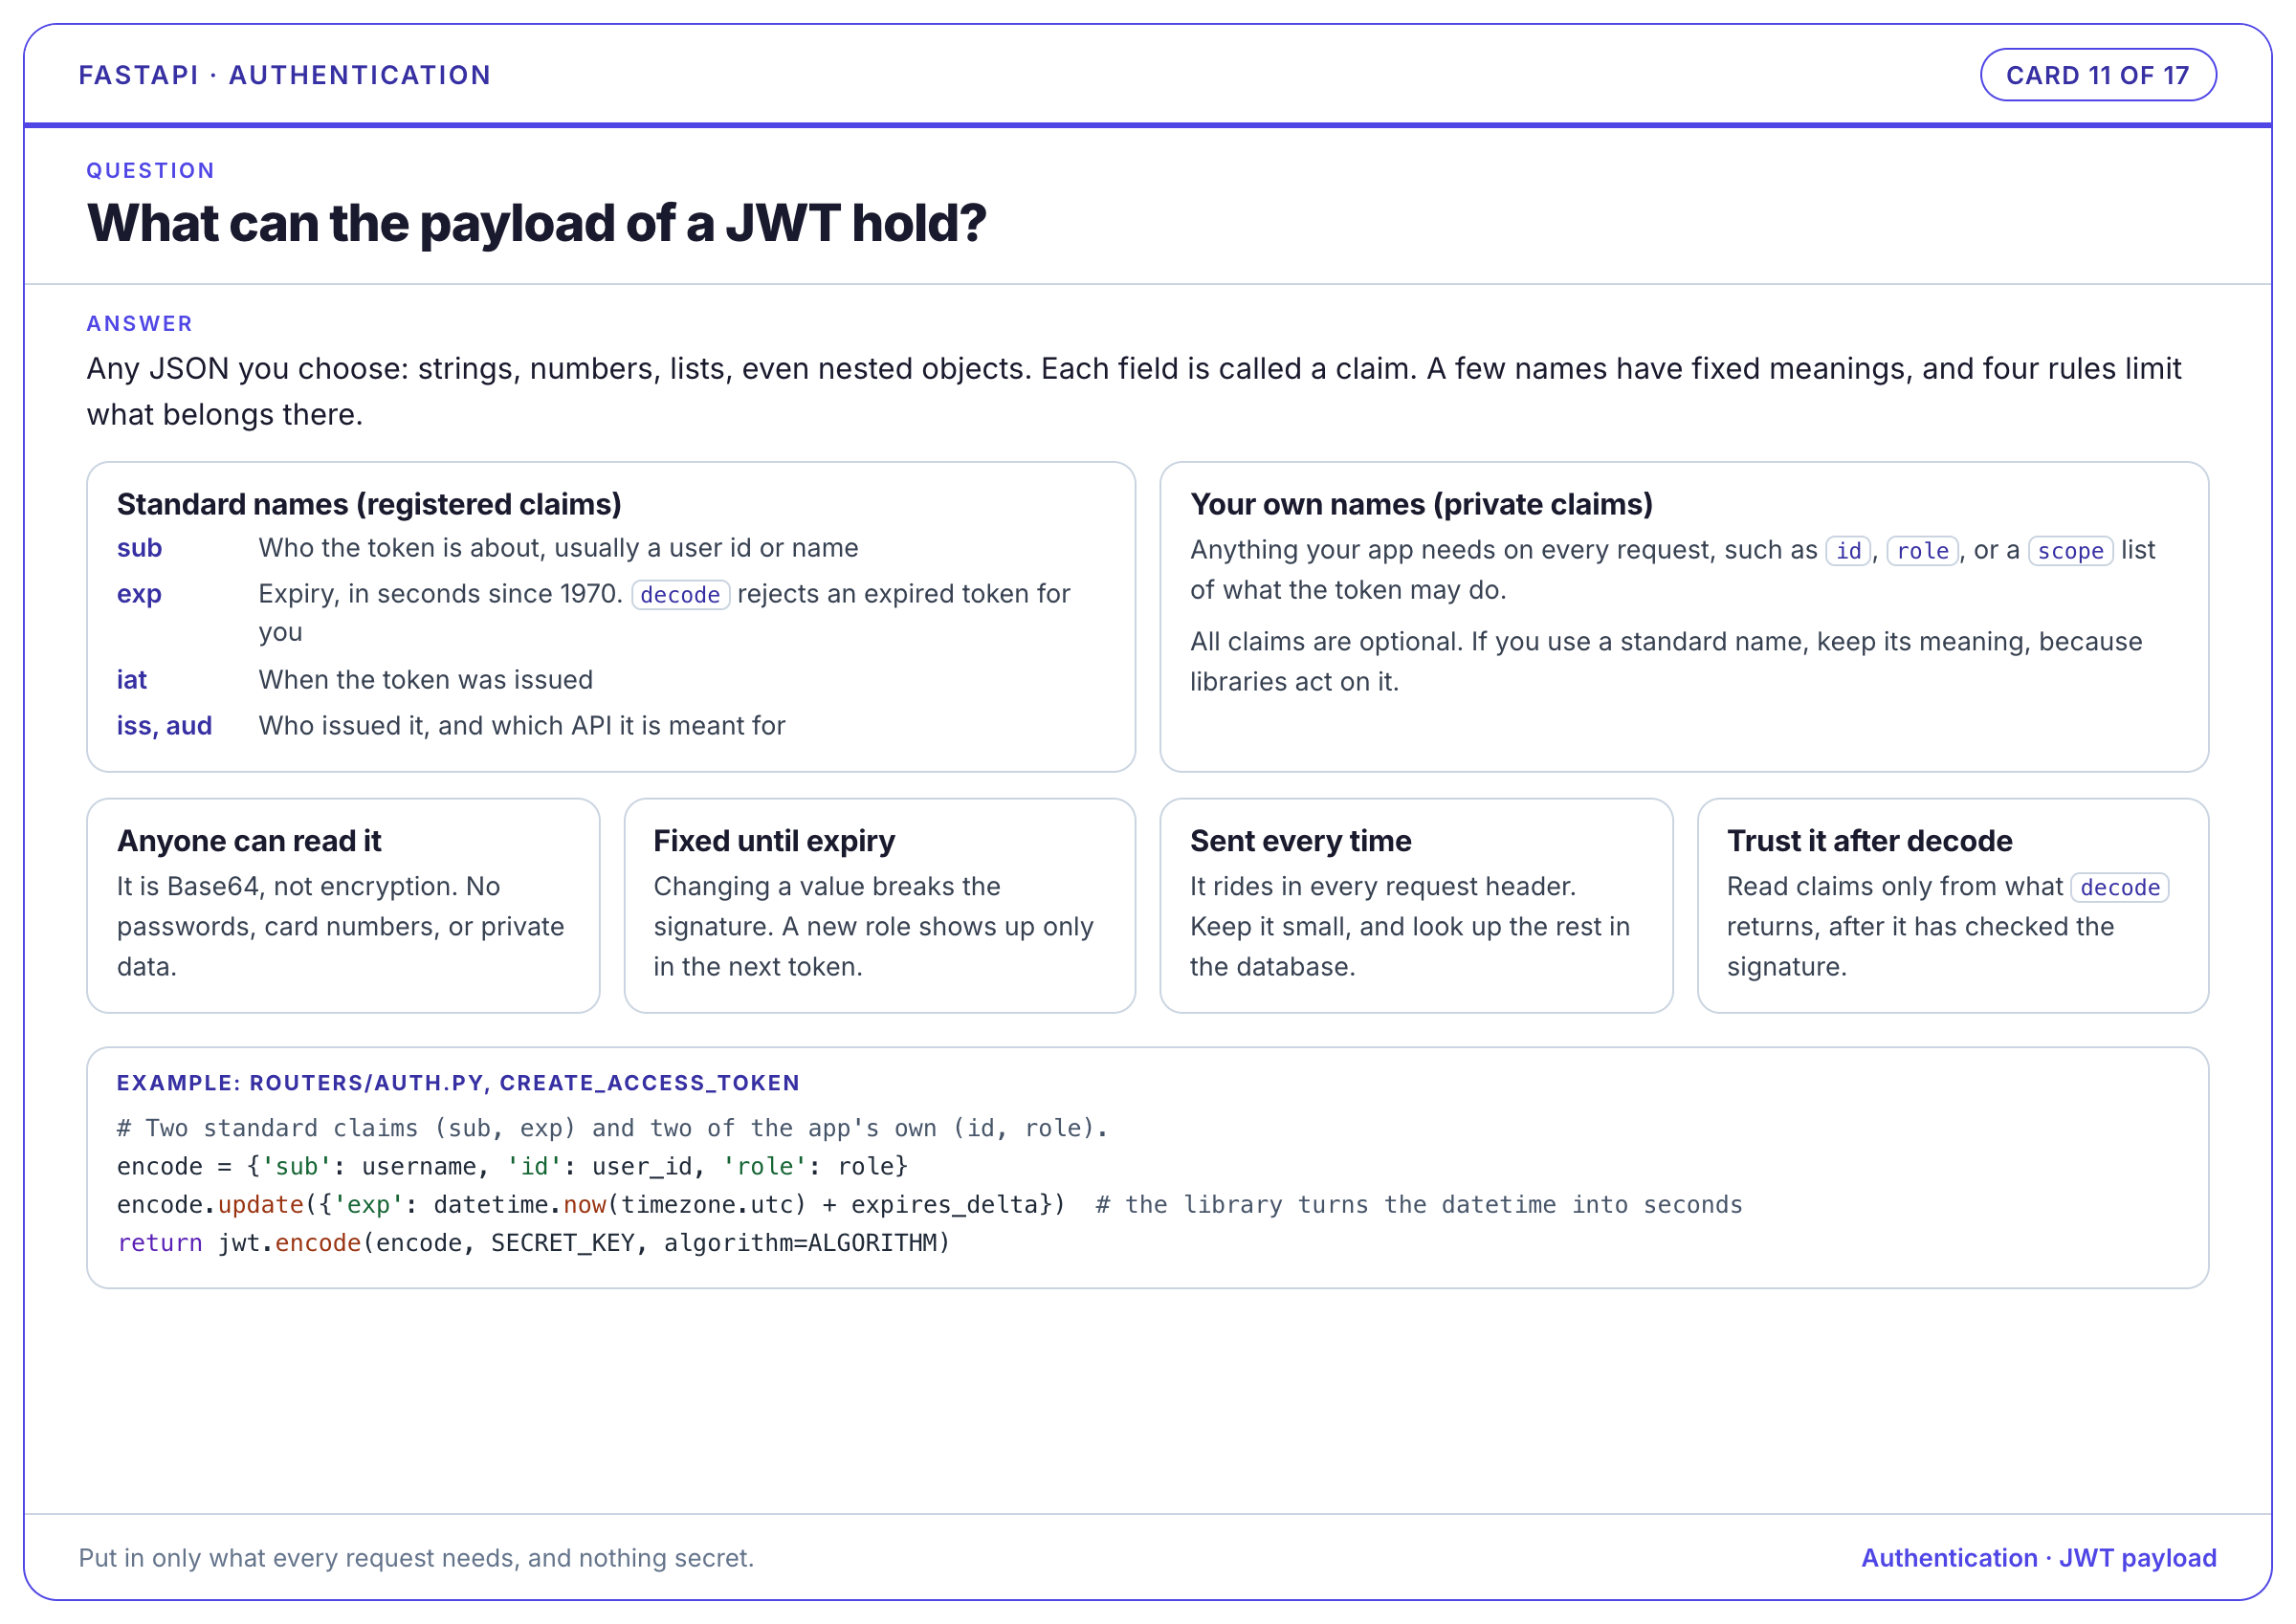 FASTAPI · AUTHENTICATION
CARD 11 OF 17
QUESTION
What can the payload of a JWT hold?
ANSWER
Any JSON you choose: strings, numbers, lists, even nested objects. Each field is called a claim. A few names have fixed meanings, and four rules limit
what belongs there.
Standard names (registered claims)
sub Who the token is about, usually a user id or name
exp Expiry, in seconds since 1970. decode rejects an expired token for
you
iat When the token was issued
iss, aud Who issued it, and which API it is meant for
Your own names (private claims)
Anything your app needs on every request, such as id, role, or a scope list
of what the token may do.
All claims are optional. If you use a standard name, keep its meaning, because
libraries act on it.
Anyone can read it
It is Base64, not encryption. No
passwords, card numbers, or private
data.
Fixed until expiry
Changing a value breaks the
signature. A new role shows up only
in the next token.
Sent every time
It rides in every request header.
Keep it small, and look up the rest in
the database.
Trust it after decode
Read claims only from what decode
returns, after it has checked the
signature.
EXAMPLE: ROUTERS/AUTH.PY, CREATE_ACCESS_TOKEN
# Two standard claims (sub, exp) and two of the app's own (id, role).
encode = {'sub': username, 'id': user_id, 'role': role}
encode.update({'exp': datetime.now(timezone.utc) + expires_delta})  # the library turns the datetime into seconds
return jwt.encode(encode, SECRET_KEY, algorithm=ALGORITHM)
Put in only what every request needs, and nothing secret.
Authentication · JWT payload